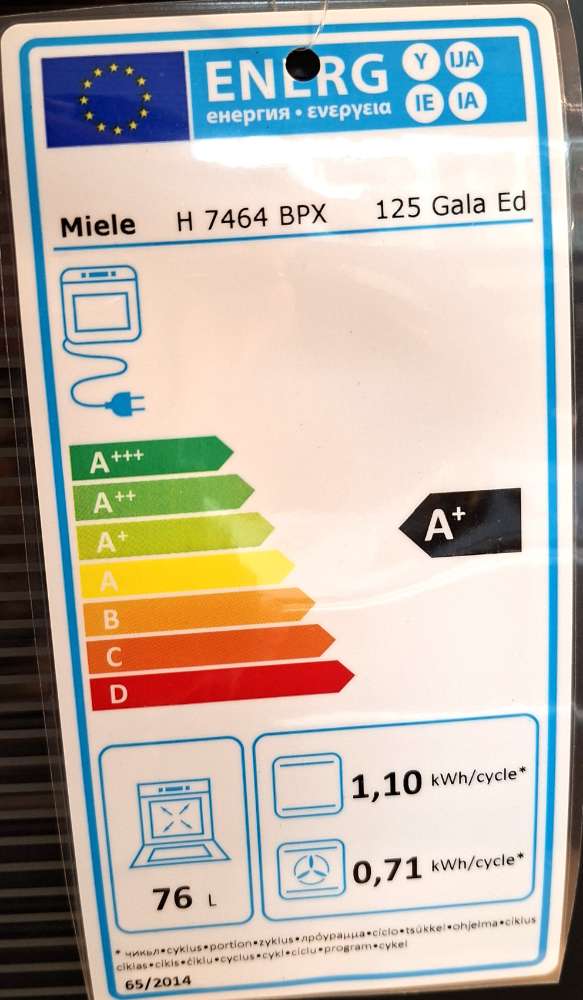 ENERG Y IJA
енергия • ενεργεια IE IA
Miele H 7464 BPX 125 Gala Ed
A+++
A++
A+
A
B
C
D
A+
1,10 kWh/cycle*
0,71 kWh/cycle*
76 L
* чикъл•cyklus•portion•zyklus•πρόγραμμα•ciclo•tsükkel•ohjelma•ciklus
ciklas•cikls•ċiklu•cyclus•cykl•ciclu•program•cykel
65/2014